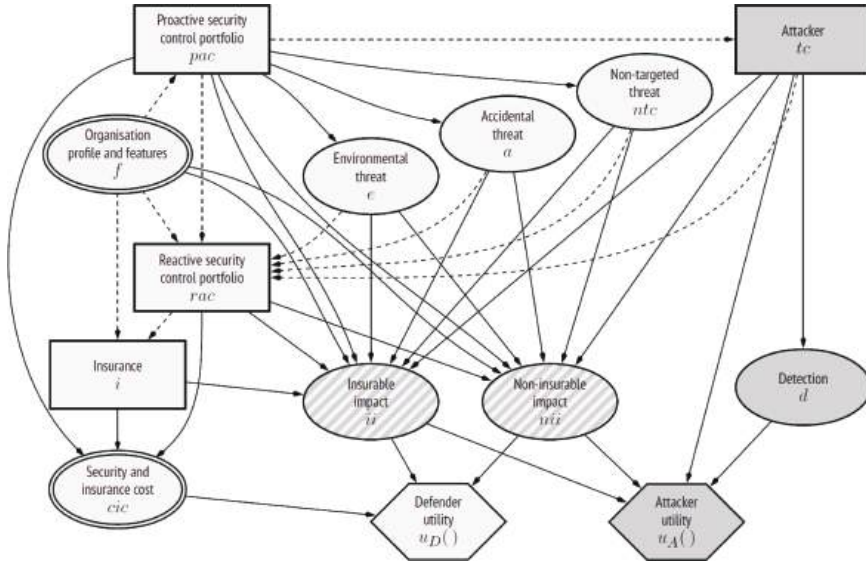 Proactive security
control portfolio
pac
Attacker
tc
Non-targeted
threat
ntc
Accidental
threat
a
Organisation
profile and features
f
Environmental
threat
e
Reactive security
control portfolio
rac
Insurance
i
Insurable
impact
ii
Non-insurable
impact
nii
Detection
d
Security and
insurance cost
cic
Defender
utility
u_D()
Attacker
utility
u_A()